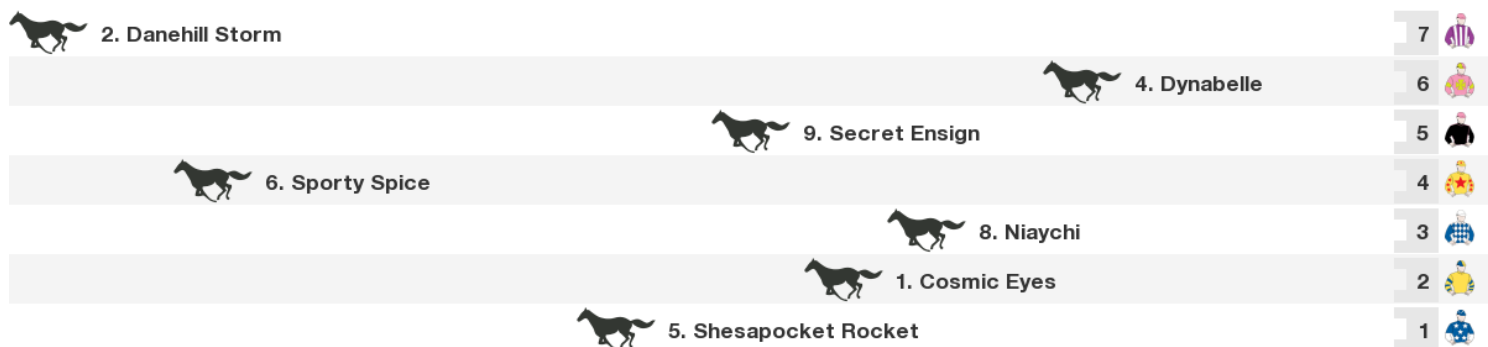 2. Danehill Storm 7
4. Dynabelle 6
9. Secret Ensign 5
6. Sporty Spice 4
8. Niaychi 3
1. Cosmic Eyes 2
5. Shesapocket Rocket 1